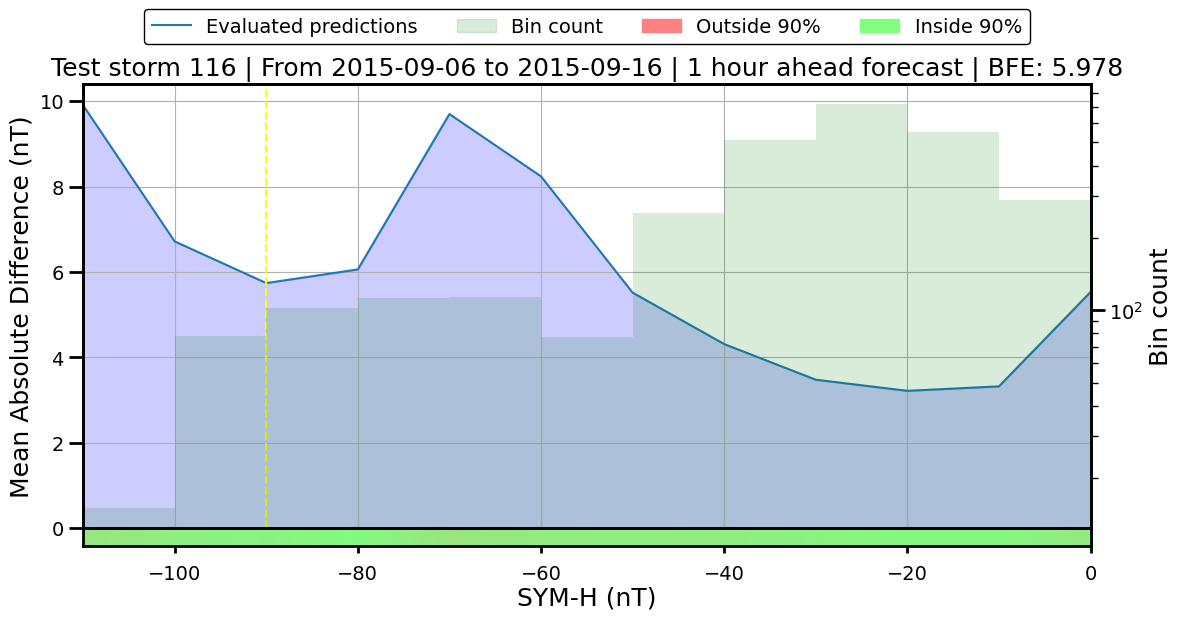 Evaluated predictions Bin count Outside 90% Inside 90%
Test storm 116 | From 2015-09-06 to 2015-09-16 | 1 hour ahead forecast | BFE: 5.978
Mean Absolute Difference (nT)
10
8
6
4
2
0
10²
Bin count
−100 −80 −60 −40 −20 0
SYM-H (nT)